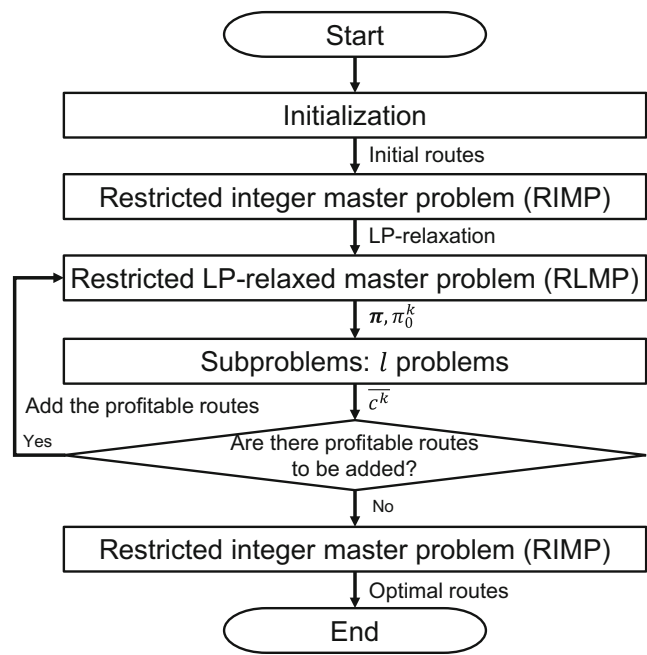 Start
Initialization
Initial routes
Restricted integer master problem (RIMP)
LP-relaxation
Restricted LP-relaxed master problem (RLMP)
π, π₀ᵏ
Subproblems: l problems
c̅ᵏ̅
Add the profitable routes
Yes
Are there profitable routes
to be added?
No
Restricted integer master problem (RIMP)
Optimal routes
End